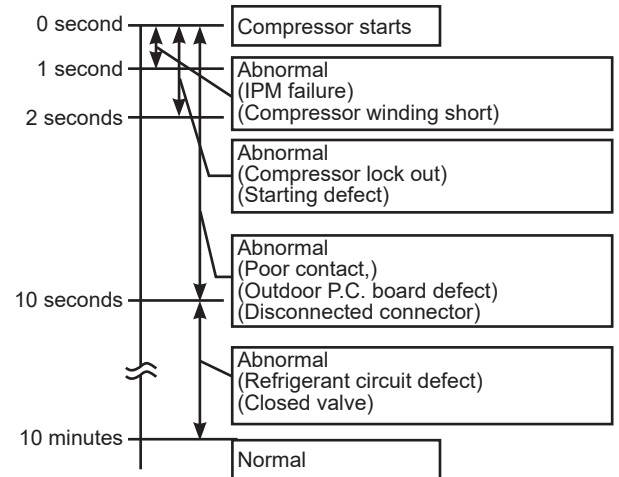 0 second
Compressor starts
1 second
Abnormal
(IPM failure)
(Compressor winding short)
2 seconds
Abnormal
(Compressor lock out)
(Starting defect)
Abnormal
(Poor contact,)
(Outdoor P.C. board defect)
(Disconnected connector)
10 seconds
Abnormal
(Refrigerant circuit defect)
(Closed valve)
10 minutes
Normal